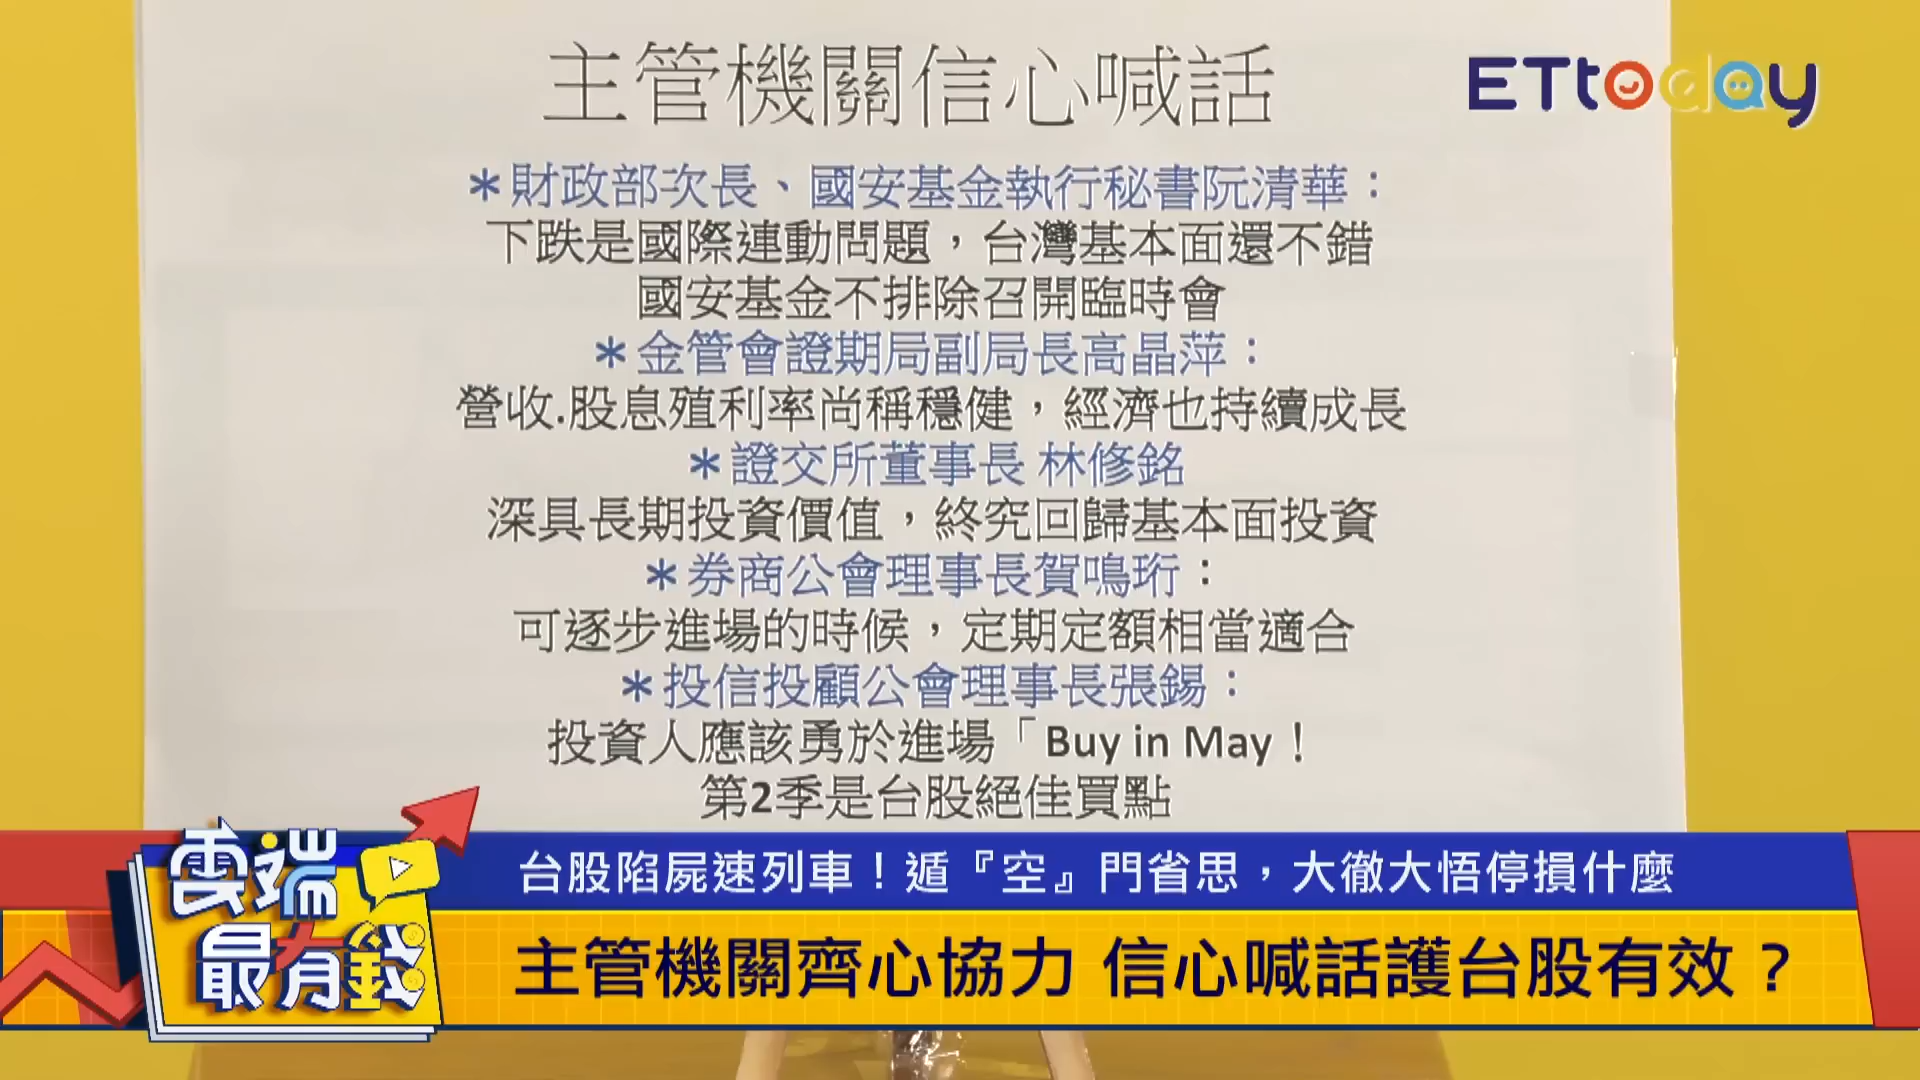 主管機關信心喊話
ETtoday
＊財政部次長、國安基金執行秘書阮清華：
下跌是國際連動問題，台灣基本面還不錯
國安基金不排除召開臨時會
＊金管會證期局副局長高晶萍：
營收.股息殖利率尚稱穩健，經濟也持續成長
＊證交所董事長 林修銘
深具長期投資價值，終究回歸基本面投資
＊券商公會理事長賀鳴珩：
可逐步進場的時候，定期定額相當適合
＊投信投顧公會理事長張錫：
投資人應該勇於進場「Buy in May！
第2季是台股絕佳買點
雲端
最有錢
台股陷屍速列車！遁『空』門省思，大徹大悟停損什麼
主管機關齊心協力 信心喊話護台股有效？